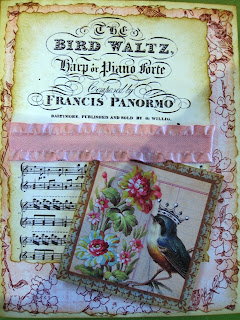 THE
BIRD WALTZ,
Harp or Piano Forte
Composed by
FRANCIS PANORMO
BALTIMORE, PUBLISHED AND SOLD BY G. WILLIG.